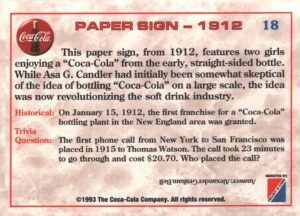 Coca-Cola
PAPER SIGN – 1912
18
This paper sign, from 1912, features two girls
enjoying a "Coca-Cola" from the early, straight-sided bottle.
While Asa G. Candler had initially been somewhat skeptical
of the idea of bottling "Coca-Cola" on a large scale, the idea
was now revolutionizing the soft drink industry.
Historical: On January 15, 1912, the first franchise for a "Coca-Cola"
bottling plant in the New England area was granted.
Trivia
Question: The first phone call from New York to San Francisco was
placed in 1915 to Thomas Watson. The call took 23 minutes
to go through and cost $20.70. Who placed the call?
Answer: Alexander Graham Bell
©1993 The Coca-Cola Company. All rights reserved.